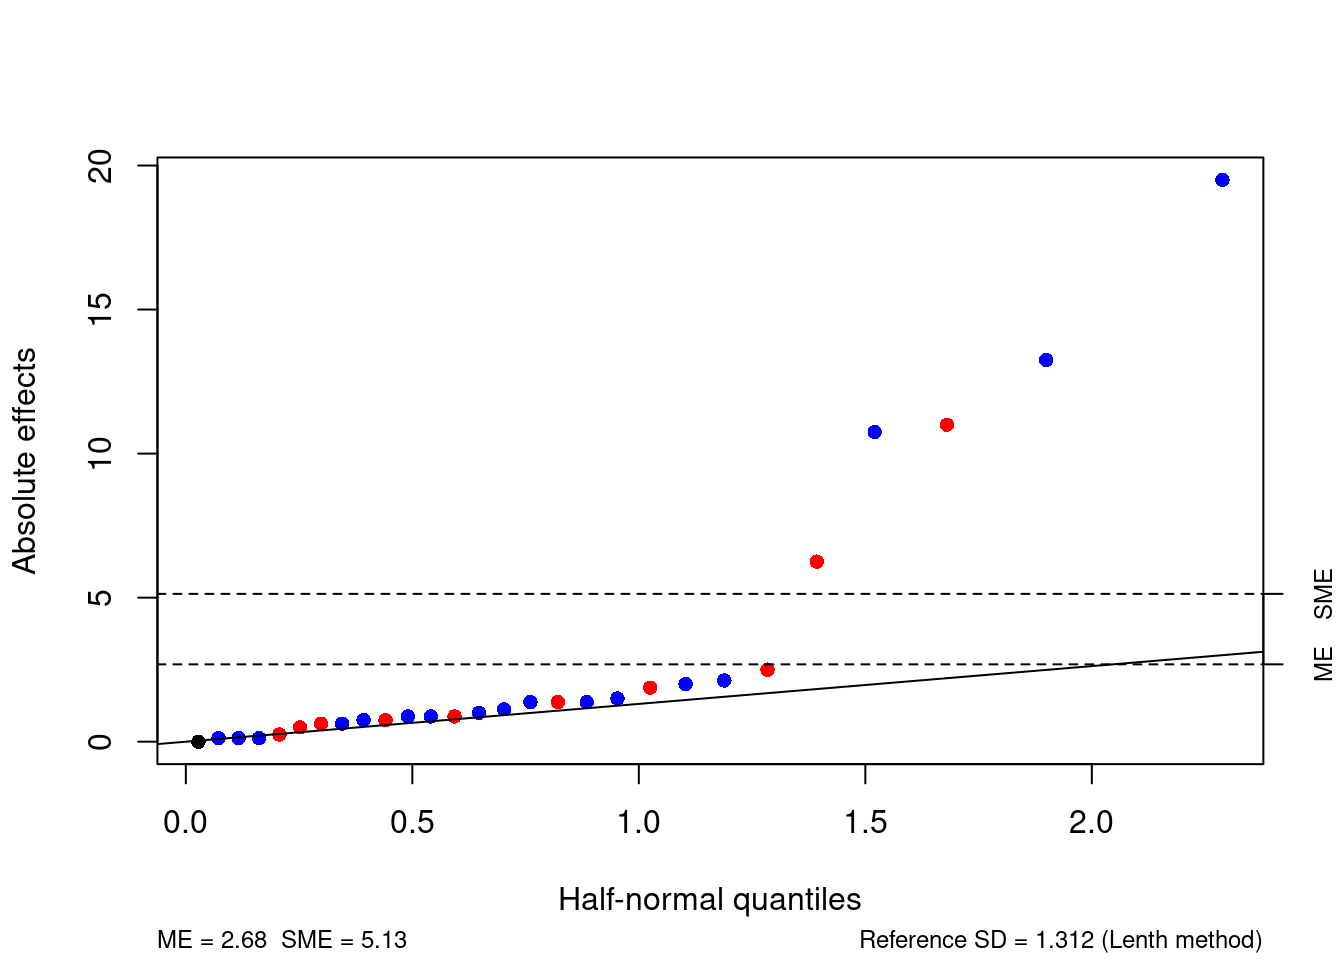 20
15
10
5
0
Absolute effects
SME
ME
0.0 0.5 1.0 1.5 2.0
Half-normal quantiles
ME = 2.68 SME = 5.13
Reference SD = 1.312 (Lenth method)